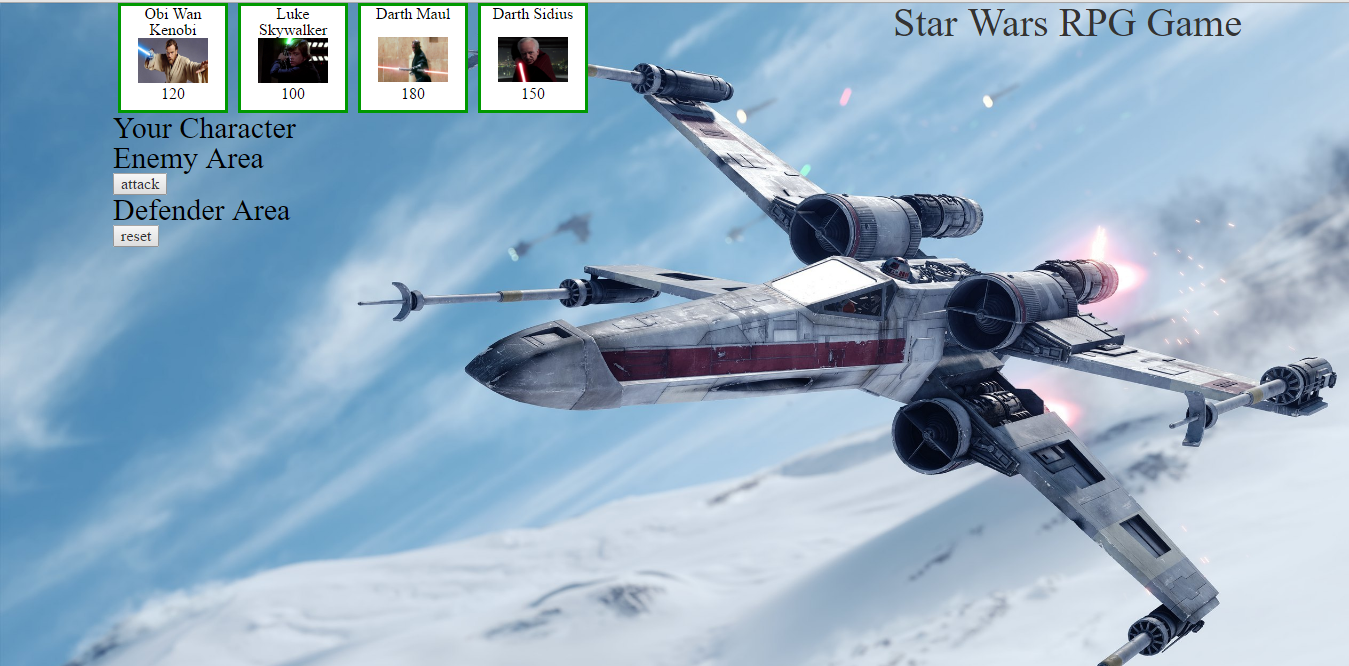 Obi Wan
Kenobi
120
Luke
Skywalker
100
Darth Maul
180
Darth Sidius
150
Star Wars RPG Game
Your Character
Enemy Area
attack
Defender Area
reset